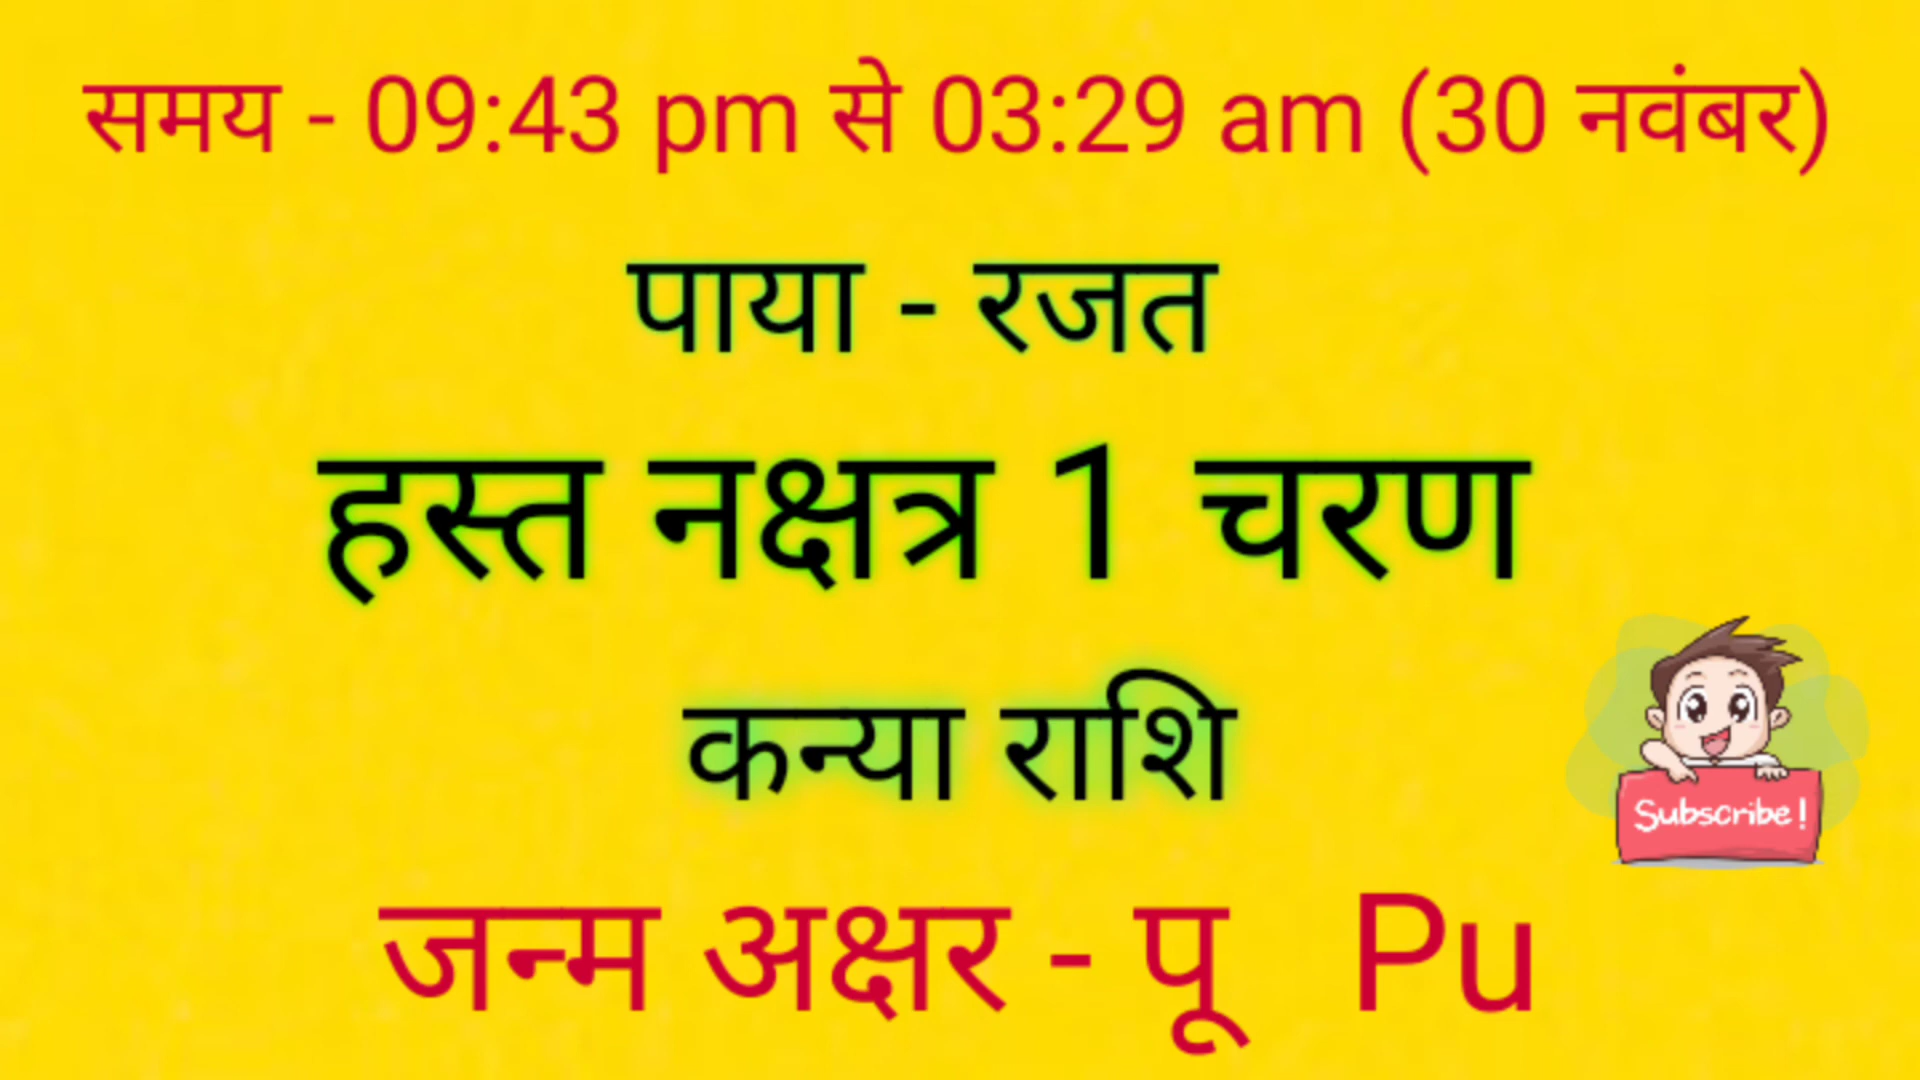 समय - 09:43 pm से 03:29 am (30 नवंबर)
पाया - रजत
हस्त नक्षत्र 1 चरण
कन्या राशि
Subscribe!
जन्म अक्षर - पू Pu